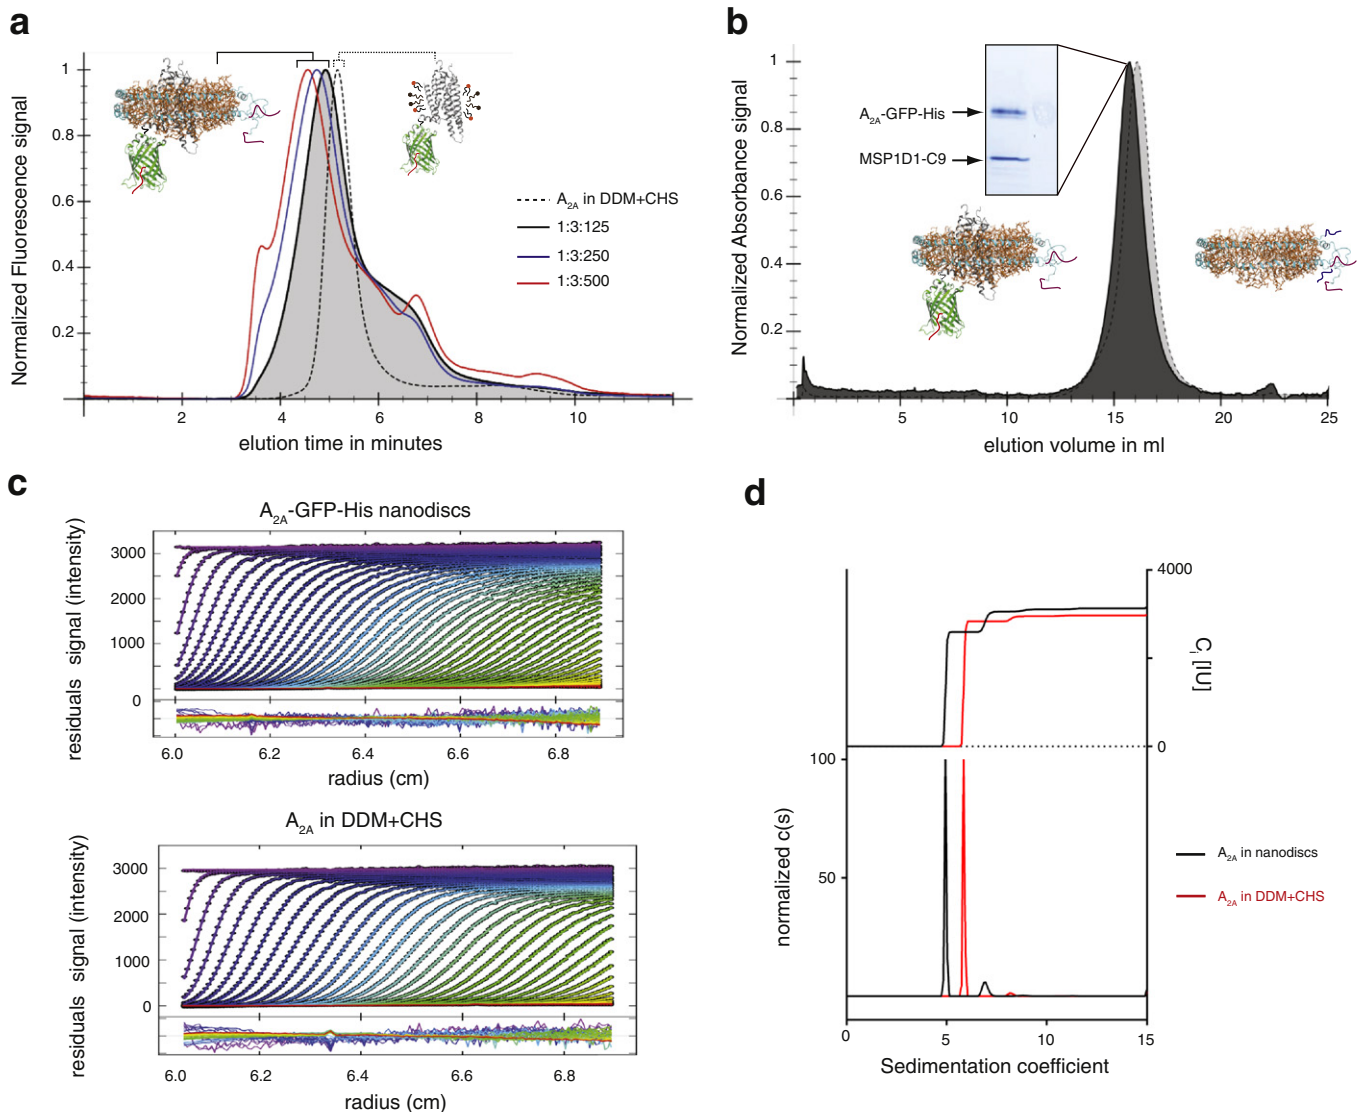 a
Normalized Fluorescence signal
1
0.8
0.6
0.4
0.2
2
4
6
8
10
elution time in minutes
A2A in DDM+CHS
1:3:125
1:3:250
1:3:500
b
Normalized Absorbance signal
1
0.8
0.6
0.4
0.2
5
10
15
20
25
elution volume in ml
A2A-GFP-His
MSP1D1-C9
c
A2A-GFP-His nanodiscs
residuals signal (intensity)
3000
2000
1000
0
6.0
6.2
6.4
6.6
6.8
radius (cm)
A2A in DDM+CHS
residuals signal (intensity)
3000
2000
1000
0
6.0
6.2
6.4
6.6
6.8
radius (cm)
d
4000
0
Ci [IU]
100
50
normalized c(s)
0
5
10
15
Sedimentation coefficient
A2A in nanodiscs
A2A in DDM+CHS